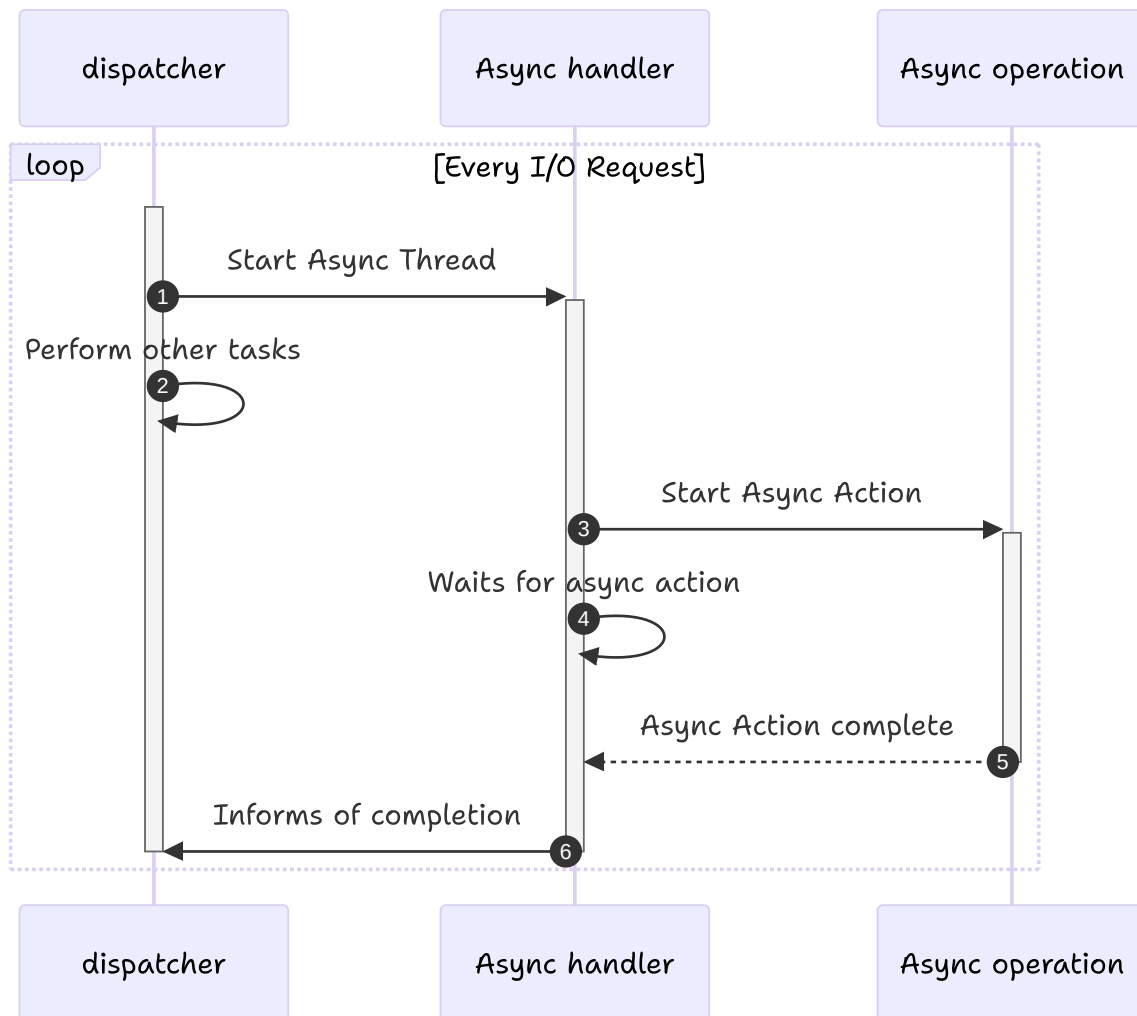 dispatcher
Async handler
Async operation
loop
[Every I/O Request]
Start Async Thread
1
Perform other tasks
2
Start Async Action
3
Waits for async action
4
Async Action complete
5
Informs of completion
6
dispatcher
Async handler
Async operation